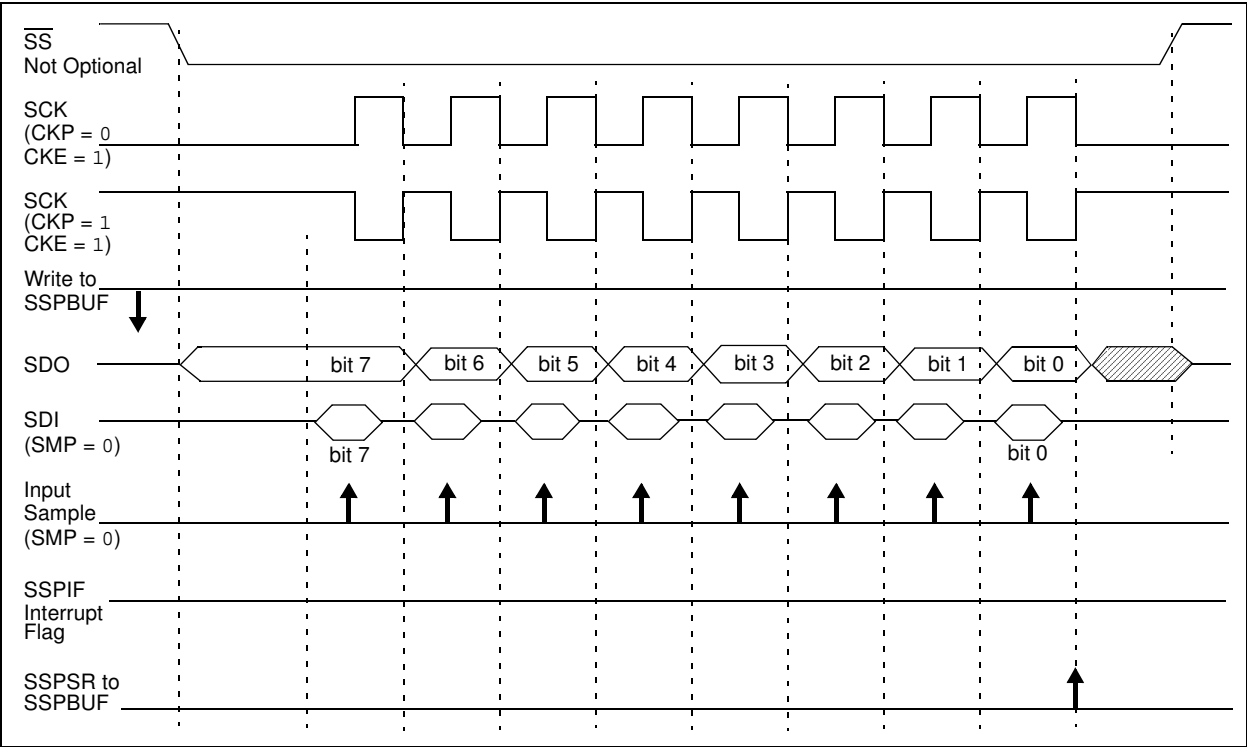 SS
Not Optional
SCK
(CKP = 0
CKE = 1)
SCK
(CKP = 1
CKE = 1)
Write to
SSPBUF
SDO
bit 7 bit 6 bit 5 bit 4 bit 3 bit 2 bit 1 bit 0
SDI
(SMP = 0)
bit 7 bit 0
Input
Sample
(SMP = 0)
SSPIF
Interrupt
Flag
SSPSR to
SSPBUF